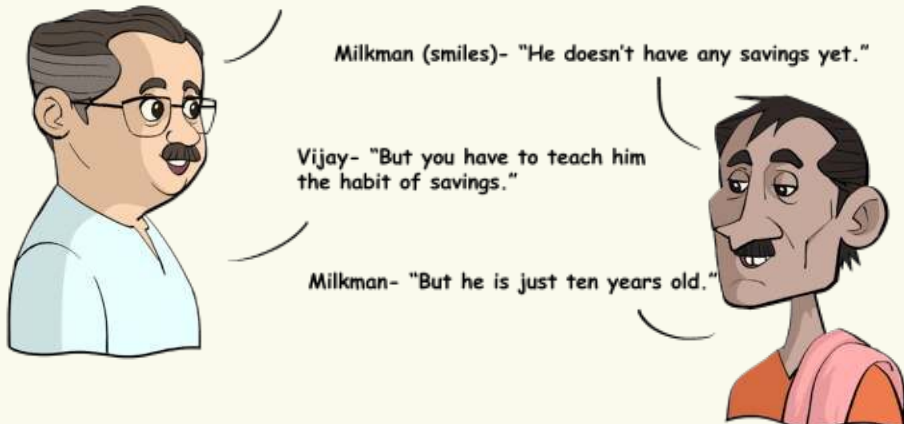 Milkman (smiles)- “He doesn’t have any savings yet.”
Vijay- “But you have to teach him
the habit of savings.”
Milkman- “But he is just ten years old.”